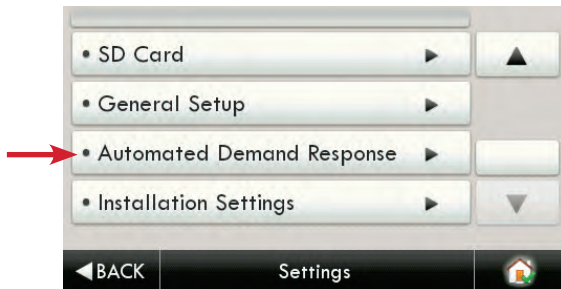 • SD Card
• General Setup
• Automated Demand Response
• Installation Settings
BACK Settings